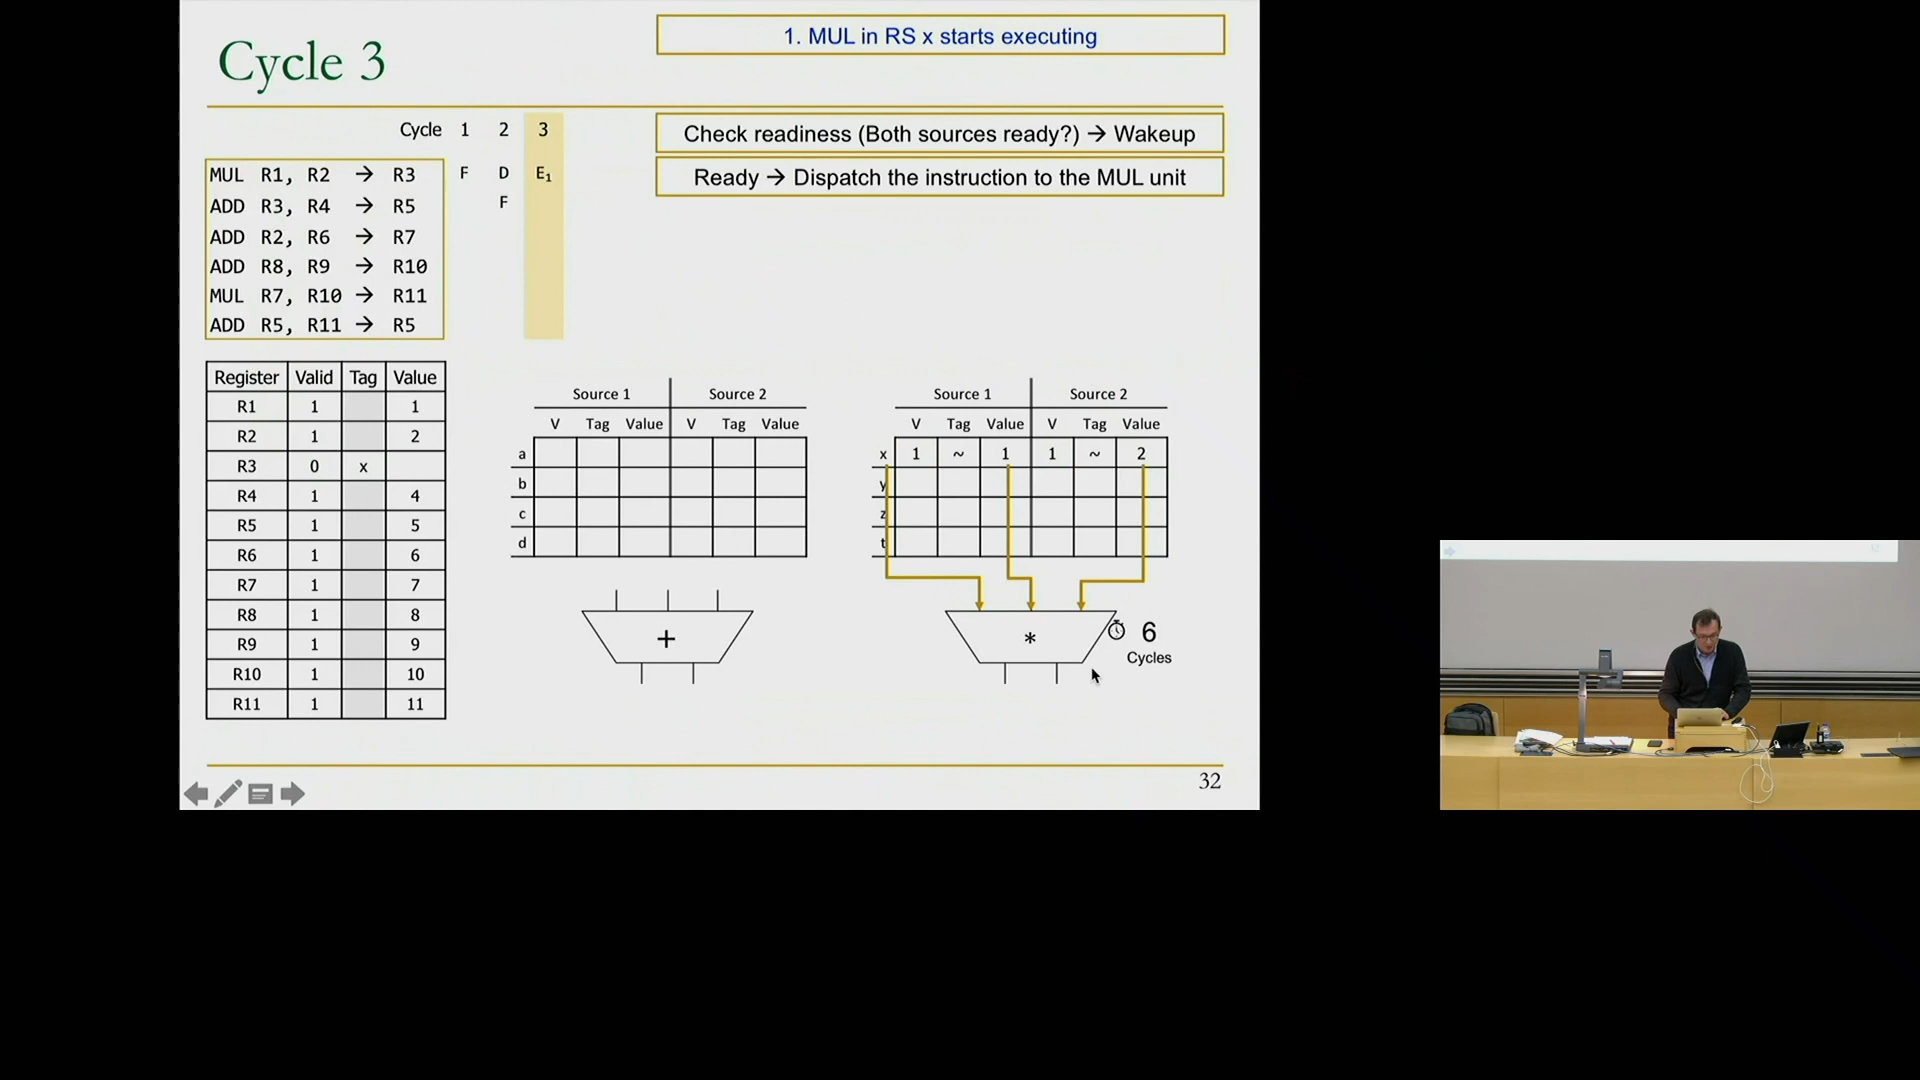 Cycle 3
1. MUL in RS x starts executing
Check readiness (Both sources ready?) → Wakeup
Ready → Dispatch the instruction to the MUL unit
Cycle 1 2 3
MUL R1, R2 → R3 F D E₁
ADD R3, R4 → R5 F
ADD R2, R6 → R7
ADD R8, R9 → R10
MUL R7, R10 → R11
ADD R5, R11 → R5
Register Valid Tag Value
R1 1 1
R2 1 2
R3 0 x
R4 1 4
R5 1 5
R6 1 6
R7 1 7
R8 1 8
R9 1 9
R10 1 10
R11 1 11
Source 1 Source 2
V Tag Value V Tag Value
a
b
c
d
+
Source 1 Source 2
V Tag Value V Tag Value
x 1 ~ 1 1 ~ 2
y
z
t
*
6
Cycles
32